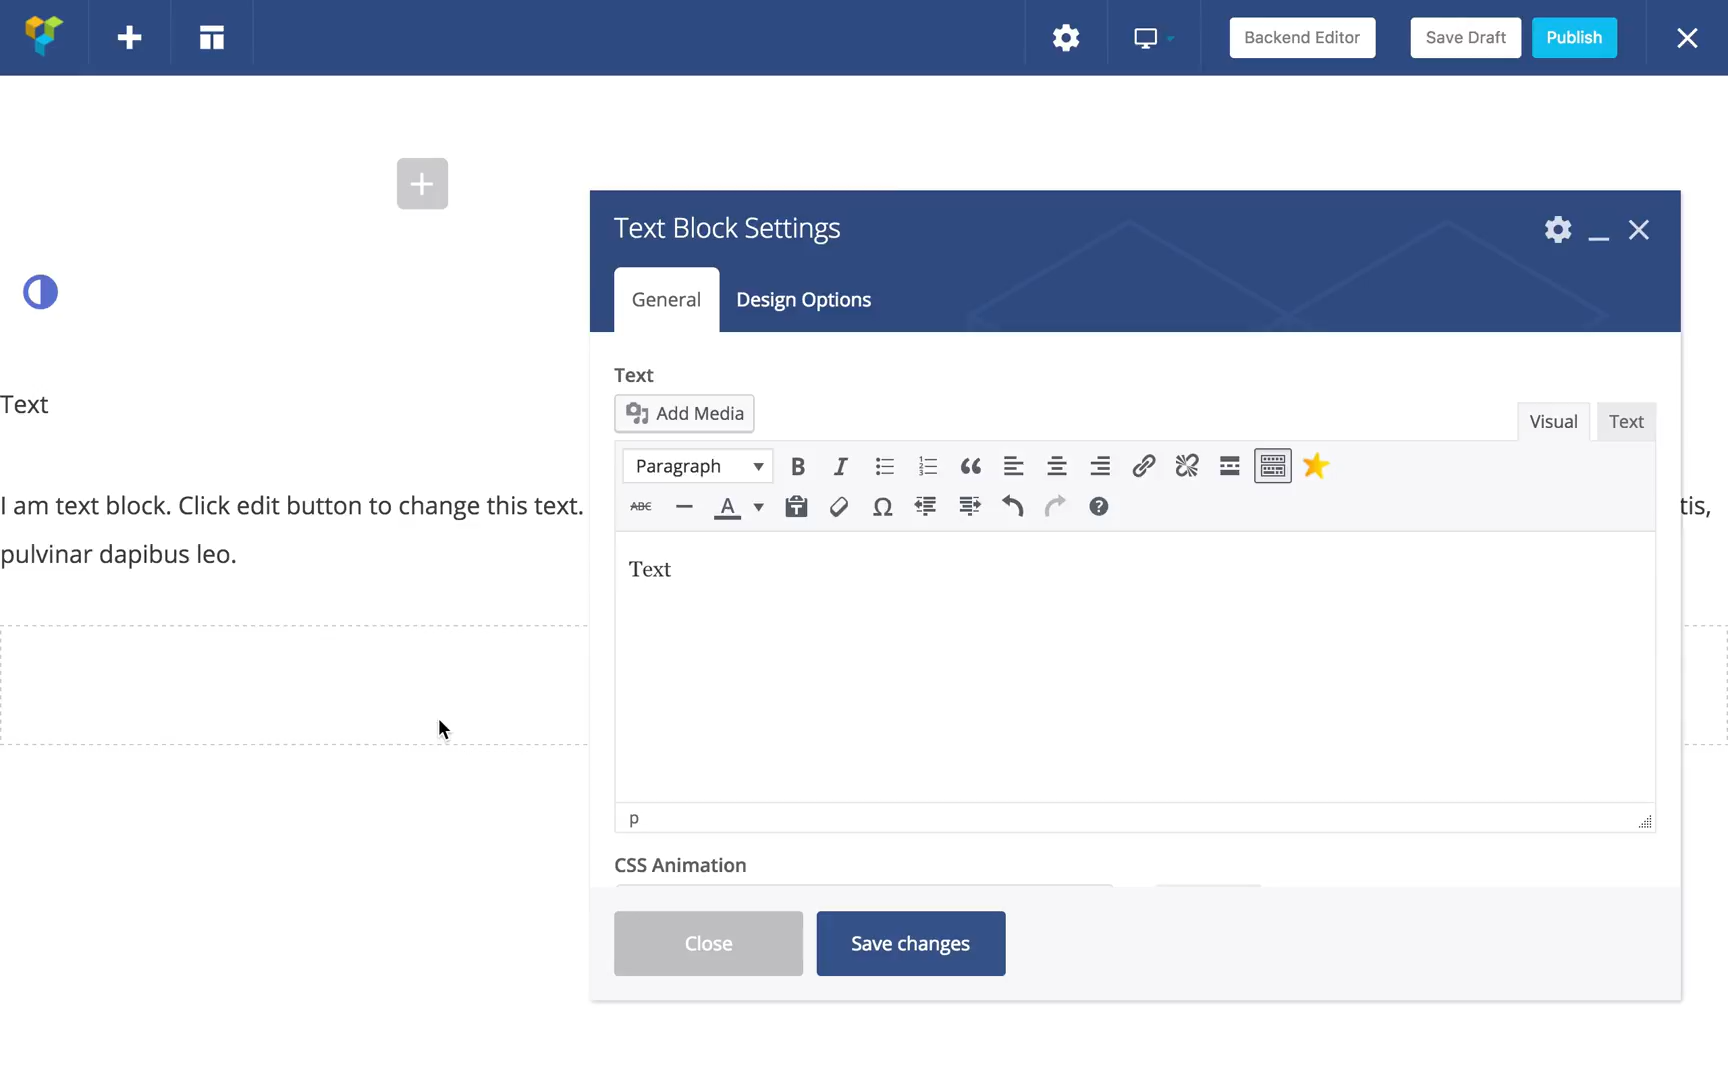 Backend Editor
Save Draft
Publish
Text Block Settings
General
Design Options
Text
Add Media
Visual
Text
Paragraph
B
I
ABC
A
Ω
Text
p
CSS Animation
Close
Save changes
Text
I am text block. Click edit button to change this text.
tis,
pulvinar dapibus leo.